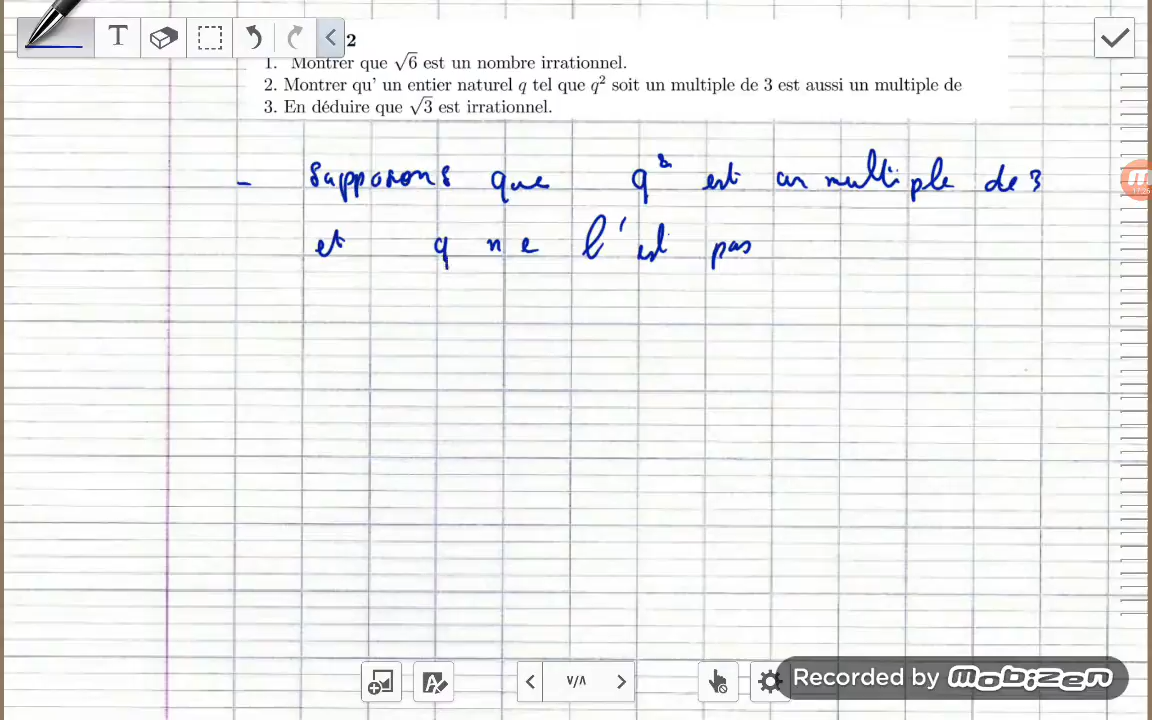 T
2
1. Montrer que √6 est un nombre irrationnel.
2. Montrer qu' un entier naturel q tel que q² soit un multiple de 3 est aussi un multiple de
3. En déduire que √3 est irrationnel.
- Supposons que q² est un multiple de 3
et q ne l'est pas
V/Λ
Recorded by mobizen